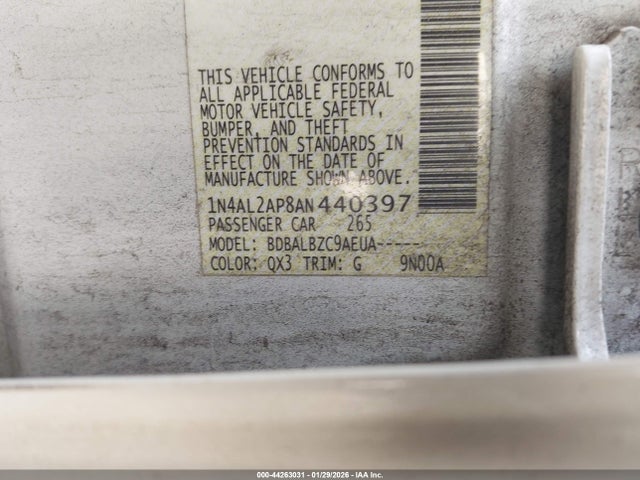 THIS VEHICLE CONFORMS TO
ALL APPLICABLE FEDERAL
MOTOR VEHICLE SAFETY,
BUMPER, AND THEFT
PREVENTION STANDARDS IN
EFFECT ON THE DATE OF
MANUFACTURE SHOWN ABOVE.
1N4AL2AP8AN440397
PASSENGER CAR 265
MODEL: BDBALBZC9AEUA-----
COLOR: QX3 TRIM: G 9N00A
000-44263031 - 01/29/2026 - IAA Inc.